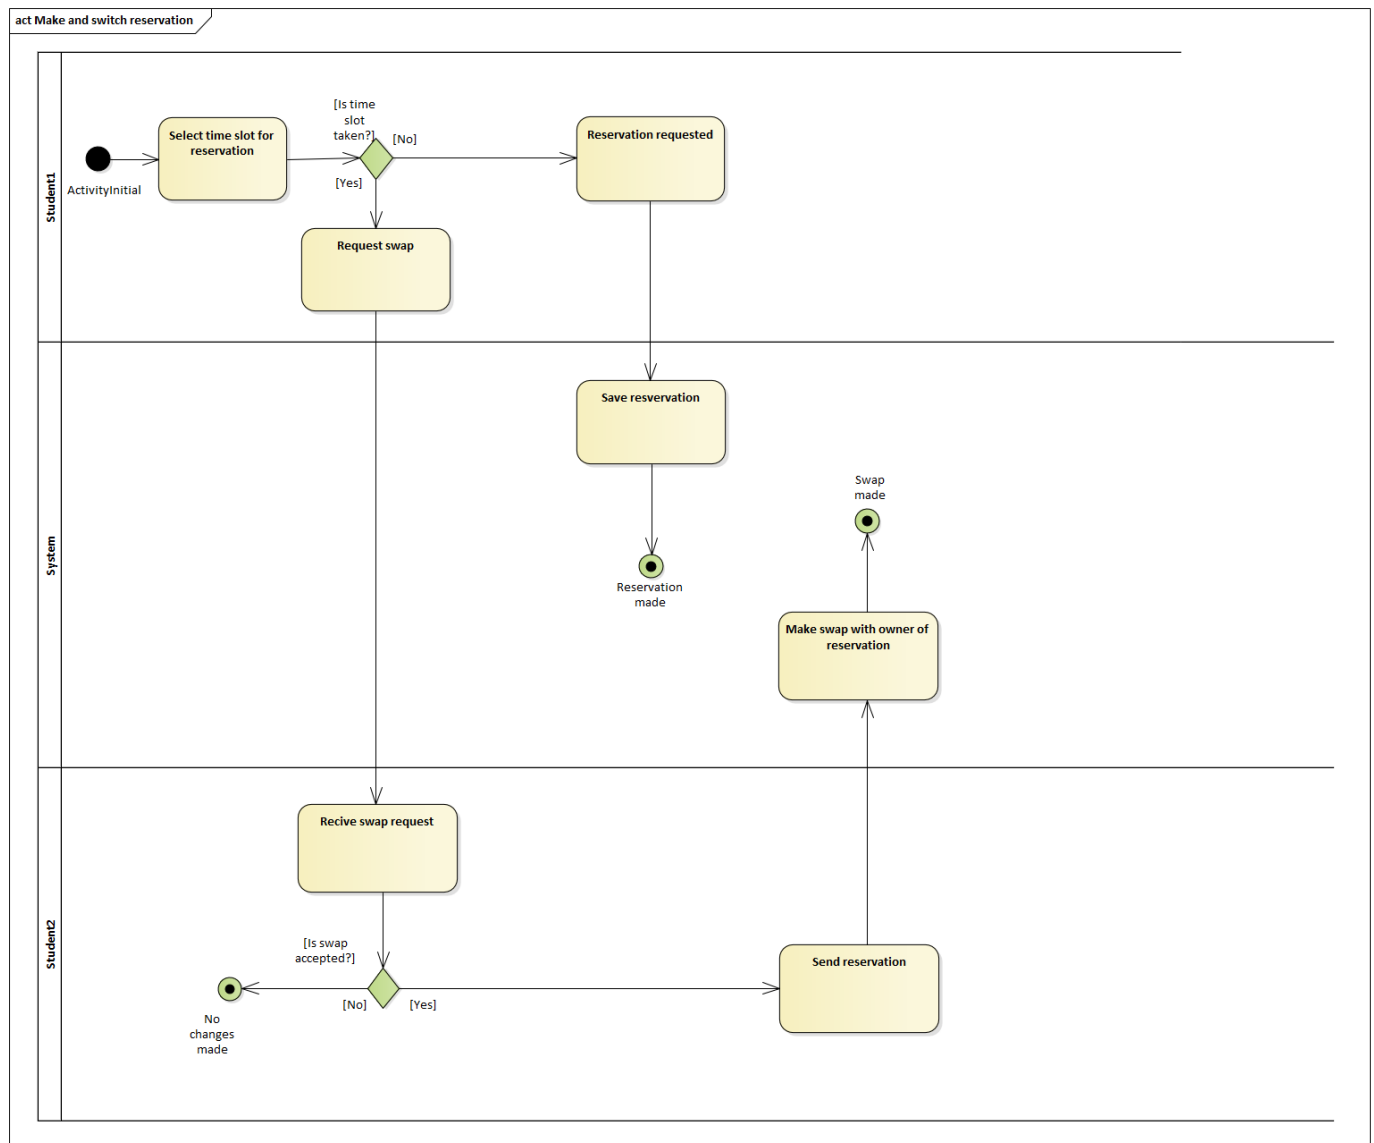 act Make and switch reservation
Student1
ActivityInitial
Select time slot for
reservation
[Is time
slot
taken?]
[No]
[Yes]
Reservation requested
Request swap
System
Save resvervation
Reservation
made
Swap
made
Make swap with owner of
reservation
Student2
Recive swap request
[Is swap
accepted?]
[No]
[Yes]
No
changes
made
Send reservation